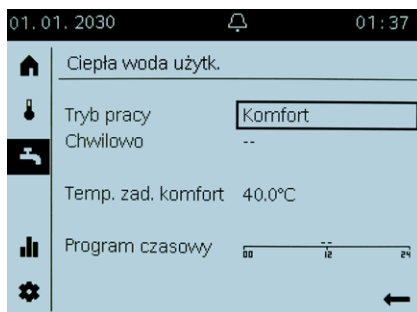 01.01.2030 01:37
Ciepła woda użytk.
Tryb pracy Komfort
Chwilowo --
Temp. zad. komfort 40.0°C
Program czasowy --
00 12 24